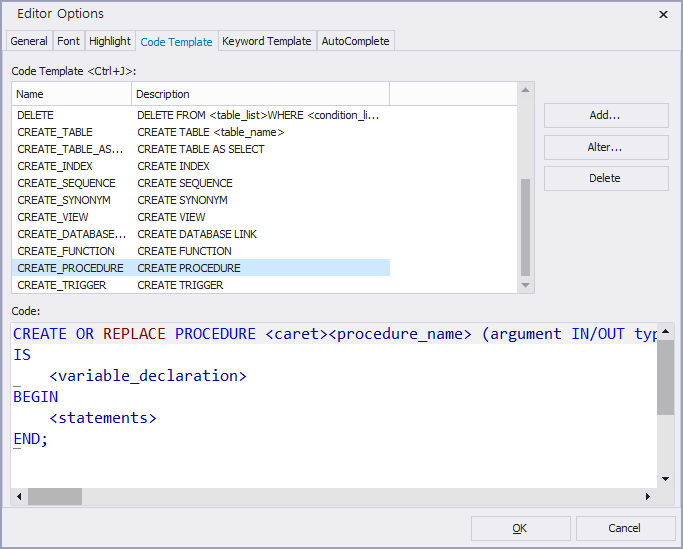 Editor Options
General Font Highlight Code Template Keyword Template AutoComplete
Code Template <Ctrl+J>:
Name Description
DELETE DELETE FROM <table_list>WHERE <condition_li...
CREATE_TABLE CREATE TABLE <table_name>
CREATE_TABLE_AS... CREATE TABLE AS SELECT
CREATE_INDEX CREATE INDEX
CREATE_SEQUENCE CREATE SEQUENCE
CREATE_SYNONYM CREATE SYNONYM
CREATE_VIEW CREATE VIEW
CREATE_DATABASE... CREATE DATABASE LINK
CREATE_FUNCTION CREATE FUNCTION
CREATE_PROCEDURE CREATE PROCEDURE
CREATE_TRIGGER CREATE TRIGGER
Add...
Alter...
Delete
Code:
CREATE OR REPLACE PROCEDURE <caret><procedure_name> (argument IN/OUT typ
IS
<variable_declaration>
BEGIN
<statements>
END;
OK Cancel